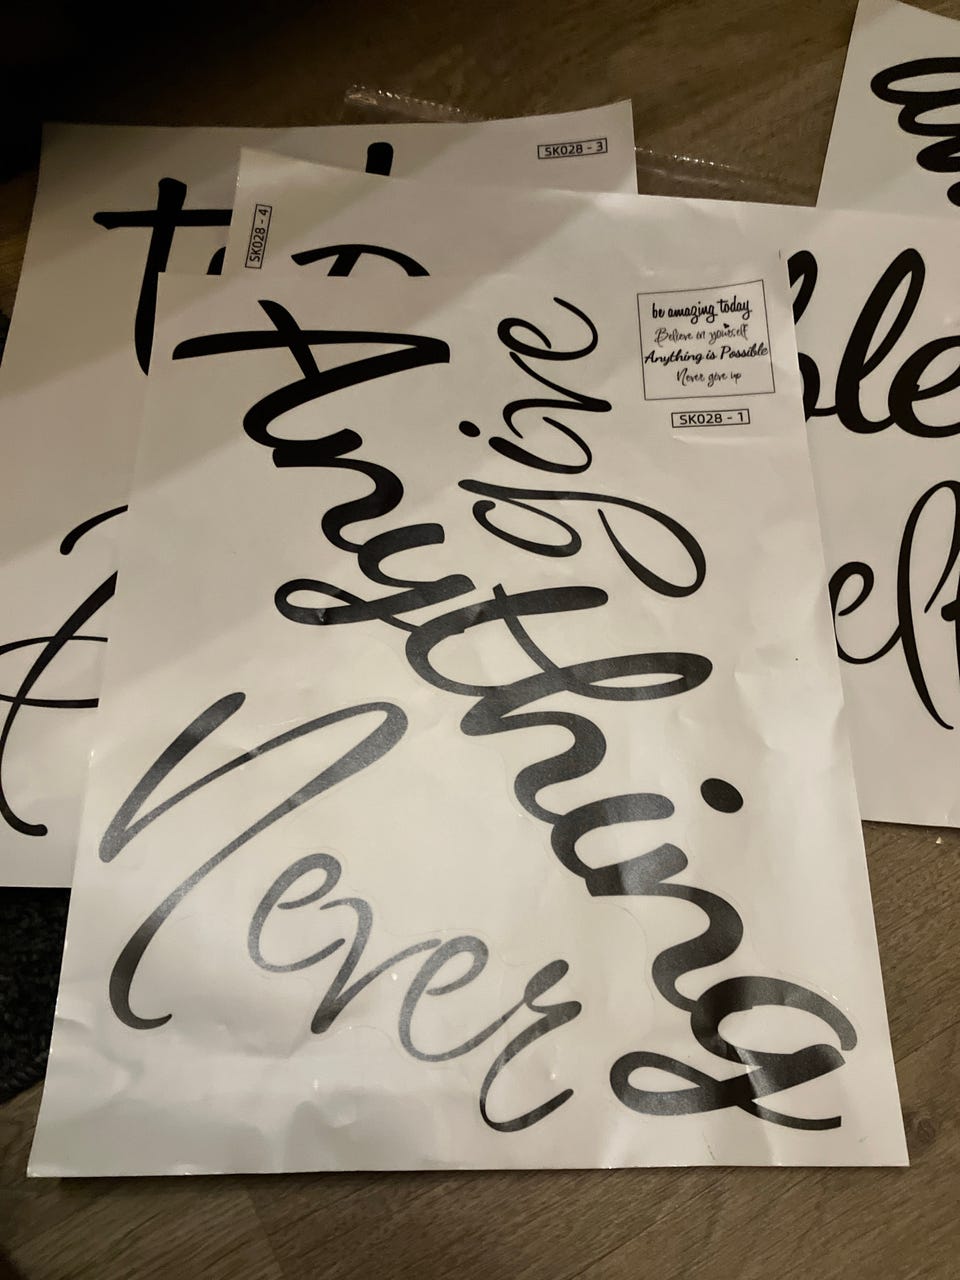 SK028 - 3
SK028 - 4
be amazing today
Believe in yourself
Anything is Possible
Never give up
SK028 - 1
give
Anything
Never
ble
elf